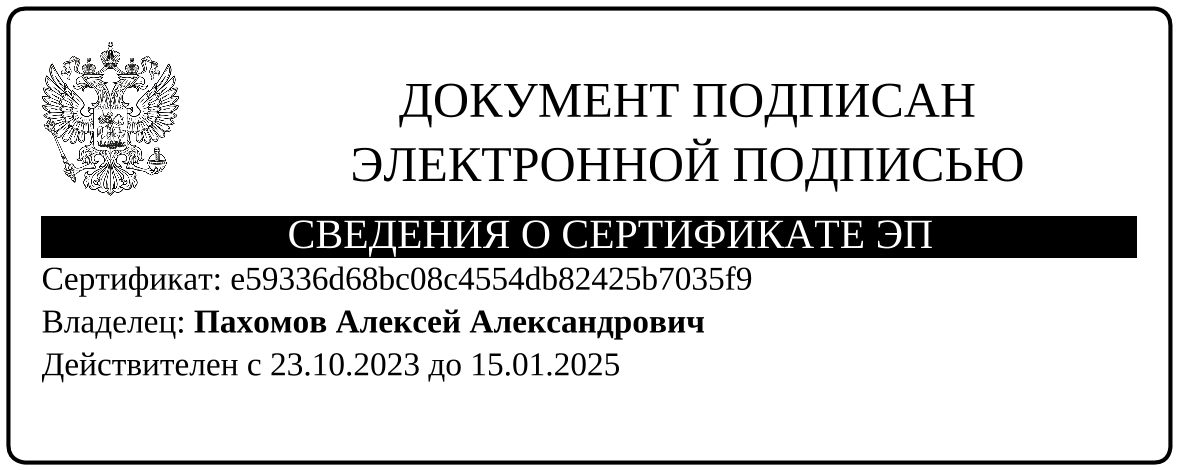 ДОКУМЕНТ ПОДПИСАН
ЭЛЕКТРОННОЙ ПОДПИСЬЮ
СВЕДЕНИЯ О СЕРТИФИКАТЕ ЭП
Сертификат: e59336d68bc08c4554db82425b7035f9
Владелец: Пахомов Алексей Александрович
Действителен с 23.10.2023 до 15.01.2025